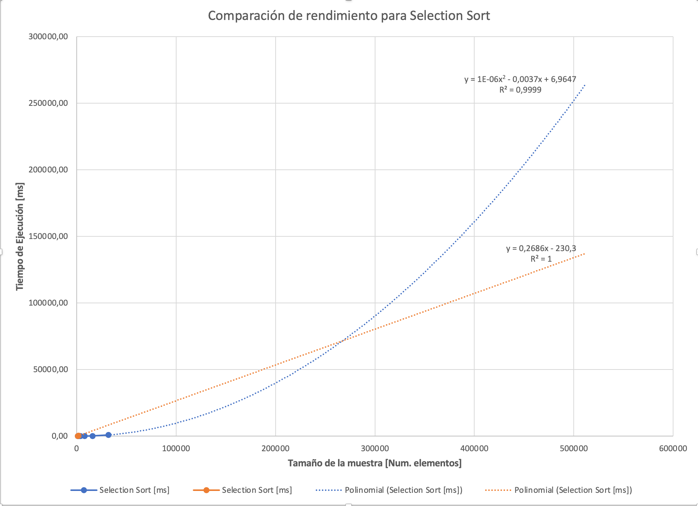 Comparación de rendimiento para Selection Sort
300000,00
250000,00
200000,00
150000,00
100000,00
50000,00
0,00
Tiempo de Ejecución [ms]
y = 1E-06x² - 0,0037x + 6,9647
R² = 0,9999
y = 0,2686x - 230,3
R² = 1
0 100000 200000 300000 400000 500000 600000
Tamaño de la muestra [Num. elementos]
Selection Sort [ms] Selection Sort [ms] Polinomial (Selection Sort [ms]) Polinomial (Selection Sort [ms])